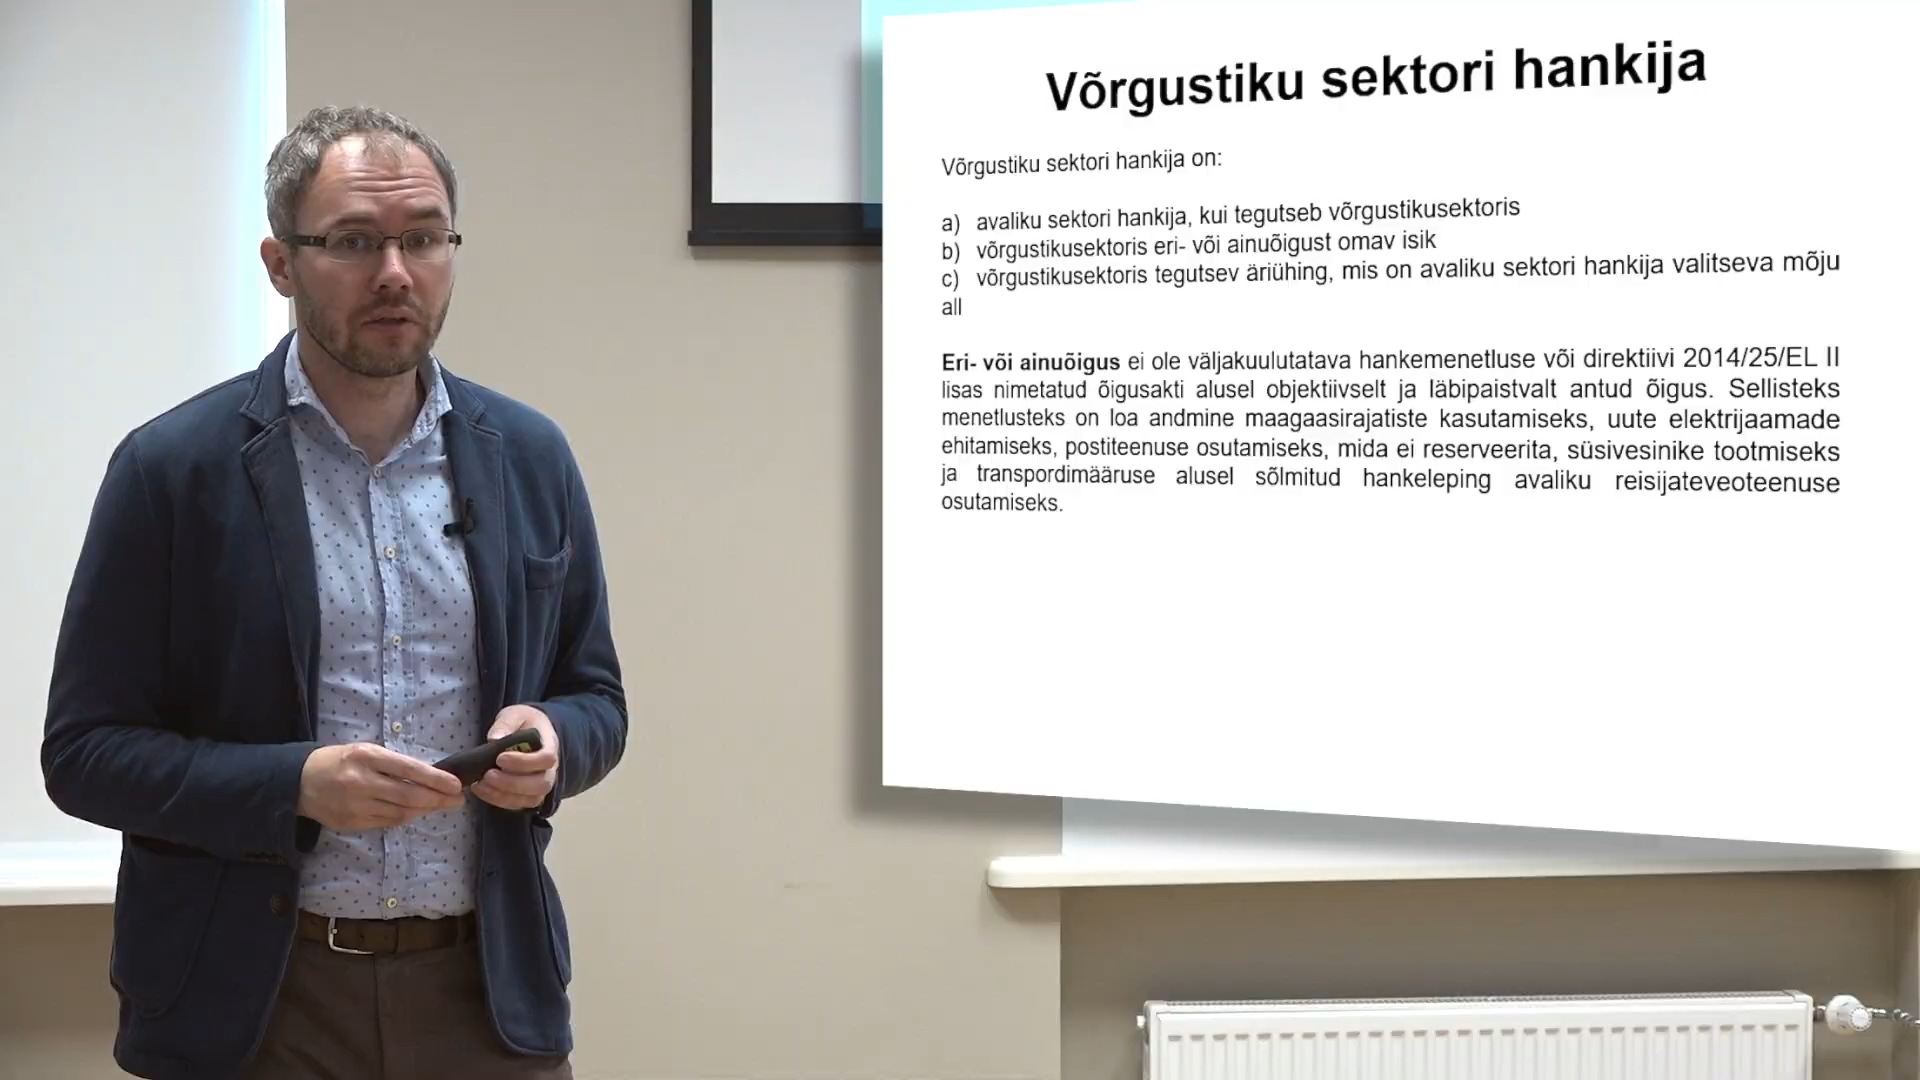 Võrgustiku sektori hankija
Võrgustiku sektori hankija on:
a) avaliku sektori hankija, kui tegutseb võrgustikusektoris
b) võrgustikusektoris eri- või ainuõigust omav isik
c) võrgustikusektoris tegutsev äriühing, mis on avaliku sektori hankija valitseva mõju
all
Eri- või ainuõigus ei ole väljakuulutatava hankemenetluse või direktiivi 2014/25/EL II
lisas nimetatud õigusakti alusel objektiivselt ja läbipaistvalt antud õigus. Sellisteks
menetlusteks on loa andmine maagaasirajatiste kasutamiseks, uute elektrijaamade
ehitamiseks, postiteenuse osutamiseks, mida ei reserveerita, süsivesinike tootmiseks
ja transpordimääruse alusel sõlmitud hankeleping avaliku reisijateveoteenuse
osutamiseks.